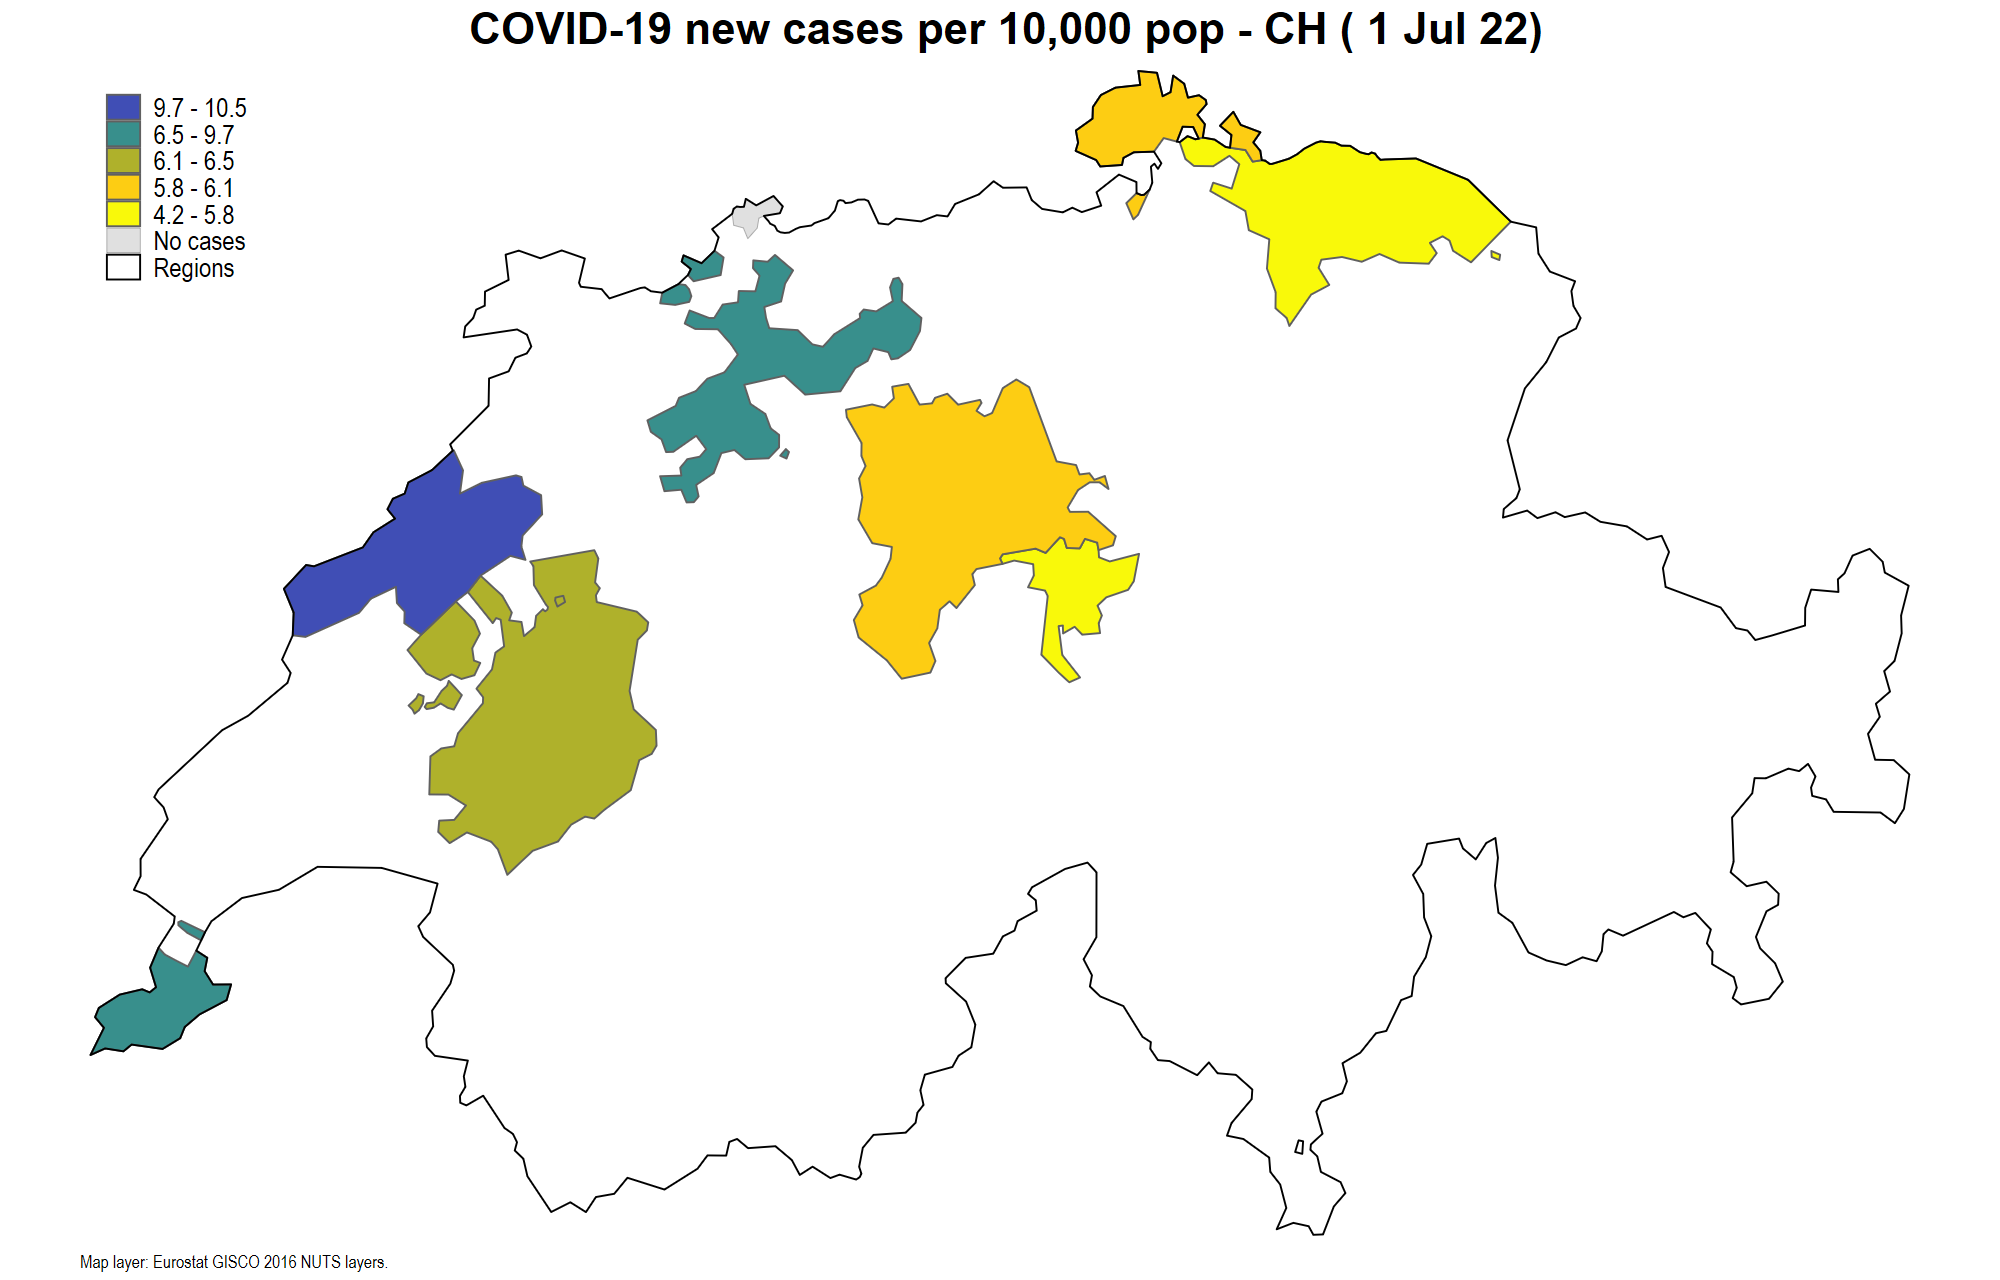 COVID-19 new cases per 10,000 pop - CH ( 1 Jul 22)
9.7 - 10.5
6.5 - 9.7
6.1 - 6.5
5.8 - 6.1
4.2 - 5.8
No cases
Regions
Map layer: Eurostat GISCO 2016 NUTS layers.